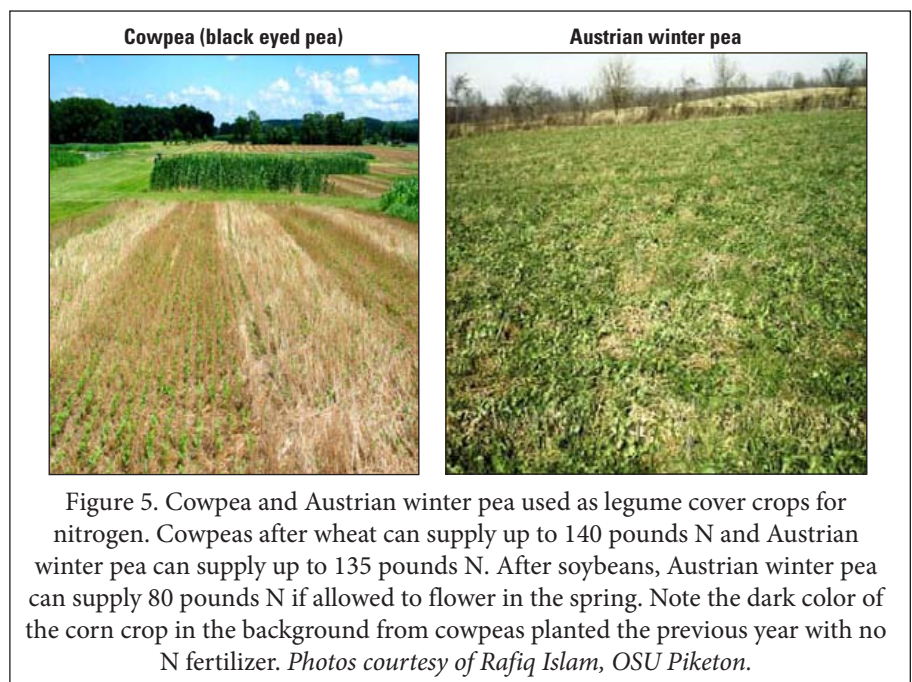 Cowpea (black eyed pea)
Austrian winter pea
Figure 5. Cowpea and Austrian winter pea used as legume cover crops for
nitrogen. Cowpeas after wheat can supply up to 140 pounds N and Austrian
winter pea can supply up to 135 pounds N. After soybeans, Austrian winter pea
can supply 80 pounds N if allowed to flower in the spring. Note the dark color of
the corn crop in the background from cowpeas planted the previous year with no
N fertilizer. Photos courtesy of Rafiq Islam, OSU Piketon.